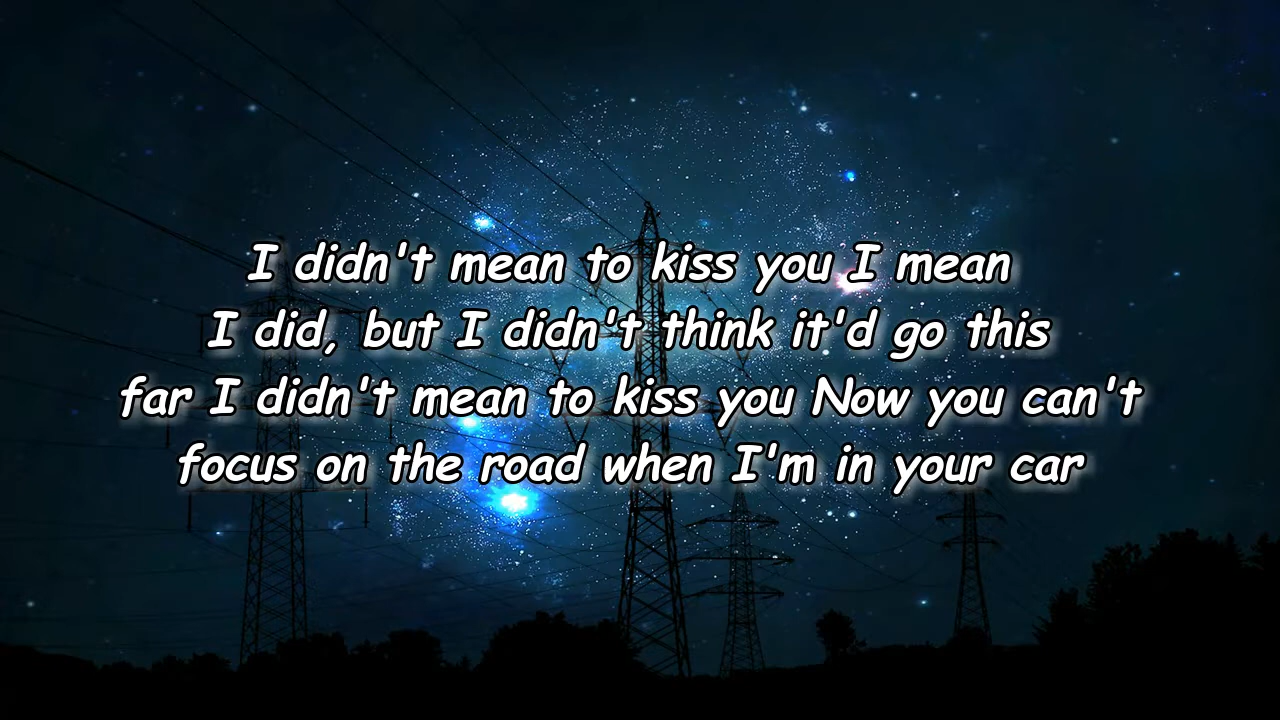 I didn't mean to kiss you I mean
I did, but I didn't think it'd go this
far I didn't mean to kiss you Now you can't
focus on the road when I'm in your car